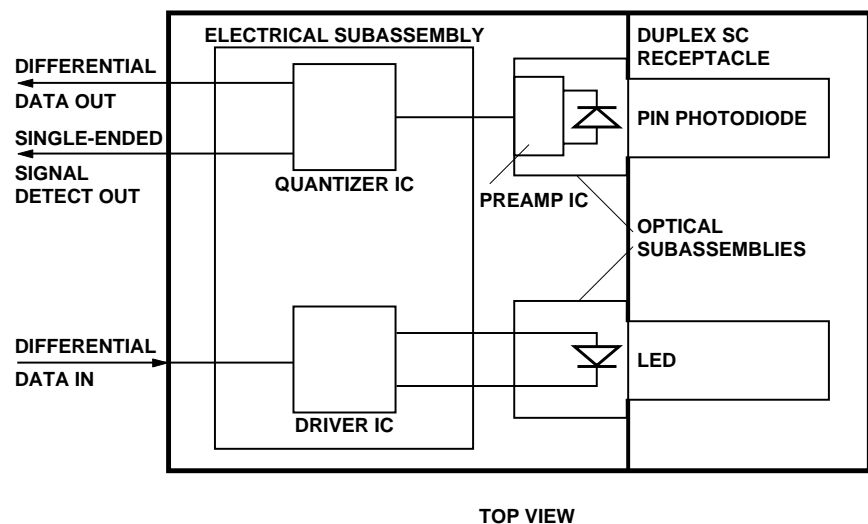 ELECTRICAL SUBASSEMBLY
DUPLEX SC
RECEPTACLE
DIFFERENTIAL
DATA OUT
SINGLE-ENDED
SIGNAL
DETECT OUT
QUANTIZER IC
PREAMP IC
PIN PHOTODIODE
OPTICAL
SUBASSEMBLIES
DIFFERENTIAL
DATA IN
DRIVER IC
LED
TOP VIEW